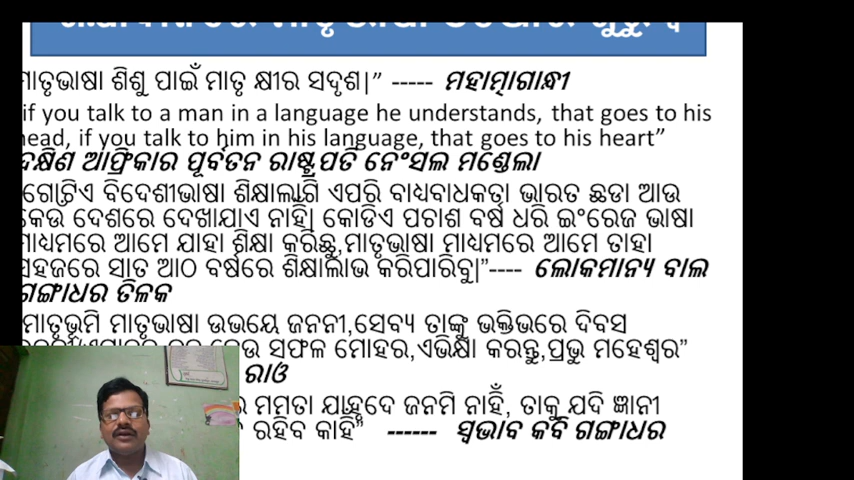 ମାତୃଭାଷା ଶିଶୁ ପାଇଁ ମାତୃ କ୍ଷୀର ସଦୃଶ|” ----- ମହାତ୍ମାଗାନ୍ଧୀ
if you talk to a man in a language he understands, that goes to his
head, if you talk to him in his language, that goes to his heart”
ଦକ୍ଷିଣ ଆଫ୍ରିକାର ପୂର୍ବତନ ରାଷ୍ଟ୍ରପତି ନେଂସଲ ମଣ୍ଡେଲା
ଗୋଟିଏ ବିଦେଶୀଭାଷା ଶିକ୍ଷାଲାଗି ଏପରି ବାଧ୍ୟବାଧକତା ଭାରତ ଛଡା ଆଉ
କେଉଁ ଦେଶରେ ଦେଖାଯାଏ ନାହିଁ| କୋଡିଏ ପଚାଶ ବର୍ଷ ଧରି ଇଂରେଜ ଭାଷା
ମାଧ୍ୟମରେ ଆମେ ଯାହା ଶିକ୍ଷା କରିଛୁ,ମାତୃଭାଷା ମାଧ୍ୟମରେ ଆମେ ତାହା
ସହଜରେ ସାତ ଆଠ ବର୍ଷରେ ଶିକ୍ଷାଲାଭ କରିପାରିବୁ|”---- ଲୋକମାନ୍ୟ ବାଲ
ଗଙ୍ଗାଧର ତିଳକ
ମାତୃଭୂମି ମାତୃଭାଷା ଉଭୟେ ଜନନୀ,ସେବ୍ୟ ତାଙ୍କୁ ଭକ୍ତିଭରେ ଦିବସ
ସଫଳ ମୋହର,ଏଭିକ୍ଷା କରନ୍ତୁ,ପ୍ରଭୁ ମହେଶ୍ୱର”
ରାଓ
ମମତା ଯାହୃଦେ ଜନମି ନାହିଁ, ତାକୁ ଯଦି ଜ୍ଞାନୀ
ରହିବ କାହିଁ” ------ ସ୍ୱଭାବ କବି ଗଙ୍ଗାଧର